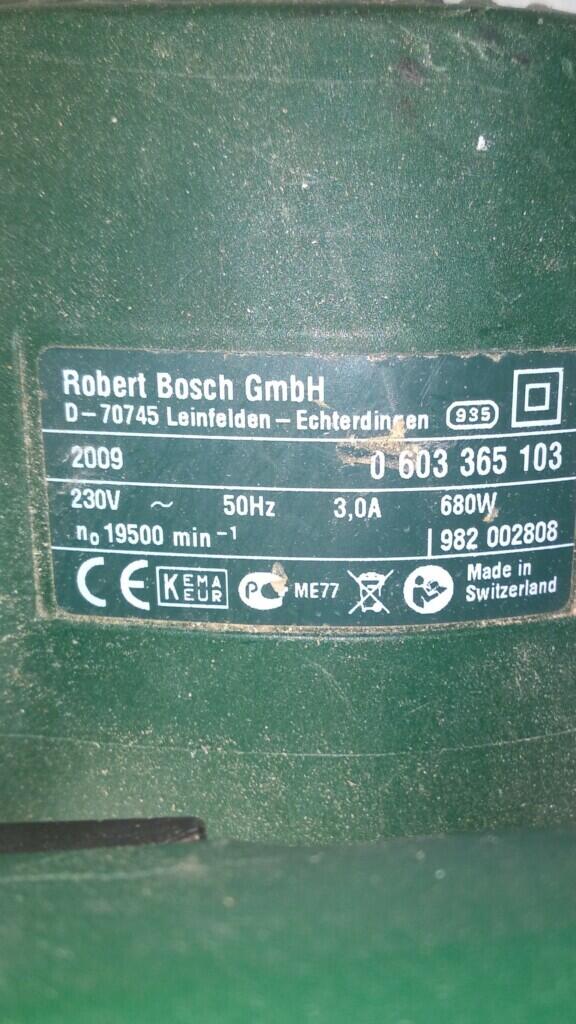 Robert Bosch GmbH
D-70745 Leinfelden - Echterdingen 935
2009 0 603 365 103
230V ~ 50Hz 3,0A 680W
n₀ 19500 min⁻¹ 982 002808
CE KEMA EUR PC ME77 Made in
Switzerland